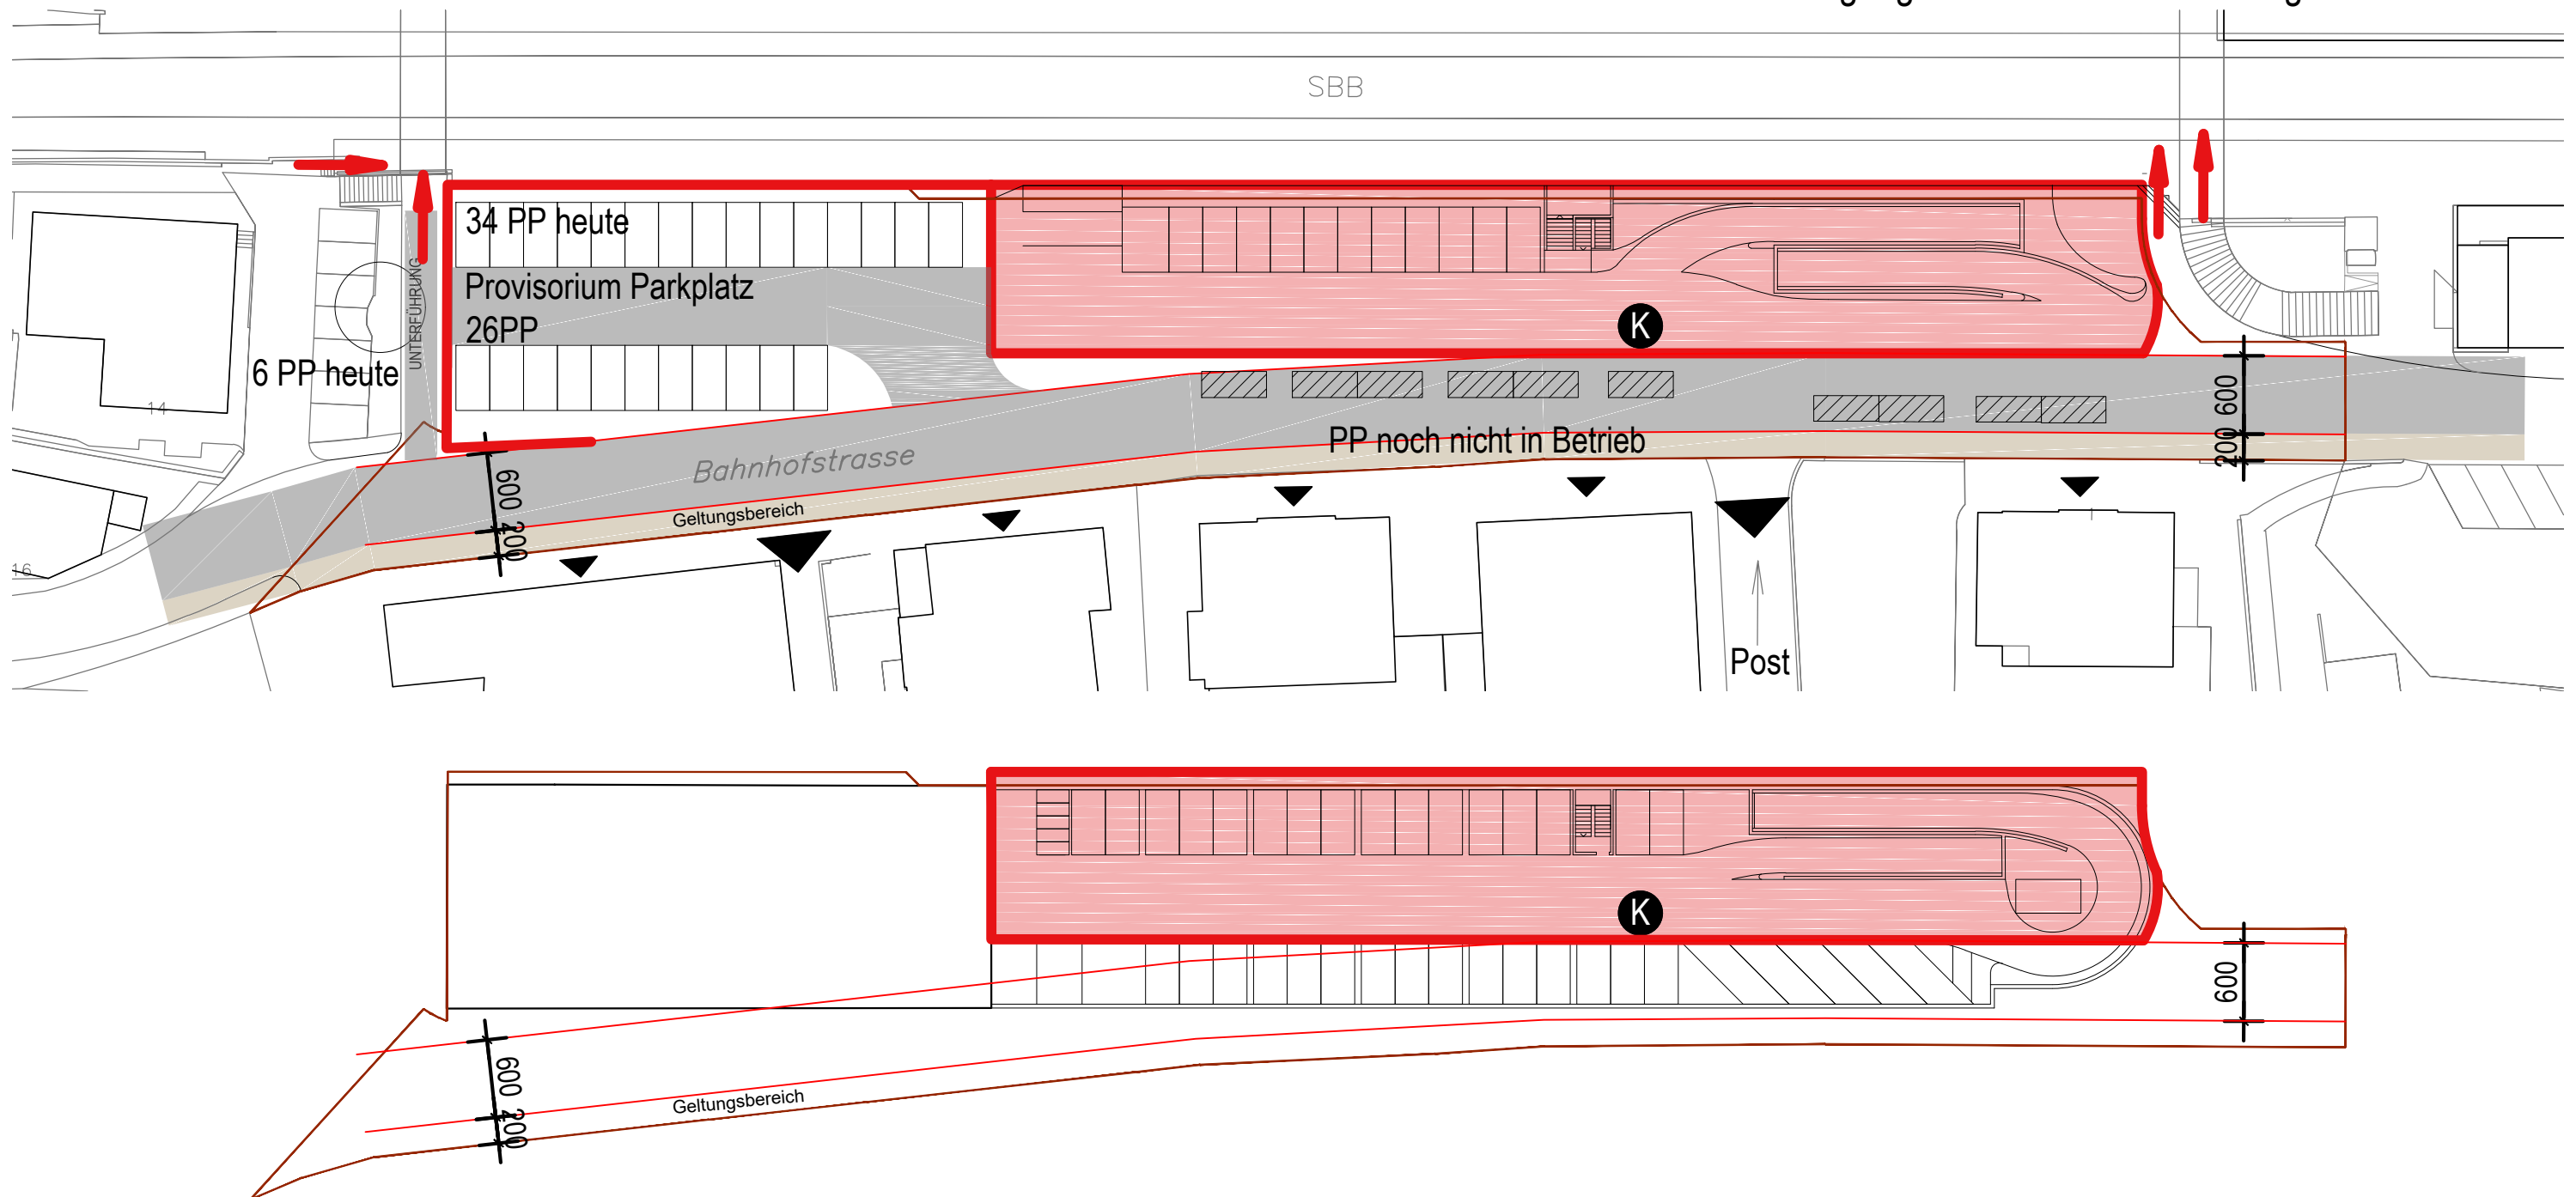 SBB
34 PP heute
Provisorium Parkplatz
26PP
UNTERFÜHRUNG
6 PP heute
K
14
16
Bahnhofstrasse
Geltungsbereich
600
200
PP noch nicht in Betrieb
600
200
Post
K
600
Geltungsbereich
600
200